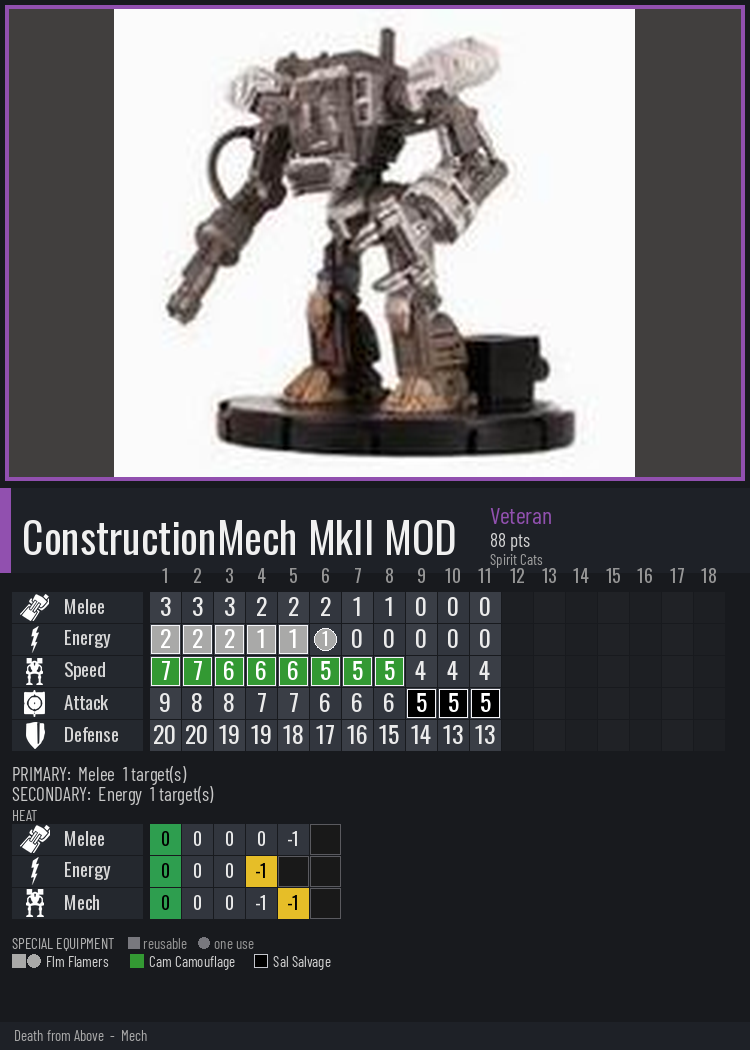 ConstructionMech MkII MOD
Veteran
88 pts
Spirit Cats
1 2 3 4 5 6 7 8 9 10 11 12 13 14 15 16 17 18
Melee 3 3 3 2 2 2 1 1 0 0 0
Energy 2 2 2 1 1 1 0 0 0 0 0
Speed 7 7 6 6 6 5 5 5 4 4 4
Attack 9 8 8 7 7 6 6 6 5 5 5
Defense 20 20 19 19 18 17 16 15 14 13 13
PRIMARY: Melee 1 target(s)
SECONDARY: Energy 1 target(s)
HEAT
Melee 0 0 0 0 -1
Energy 0 0 0 -1
Mech 0 0 0 -1 -1
SPECIAL EQUIPMENT reusable one use
Flm Flamers Cam Camouflage Sal Salvage
Death from Above - Mech